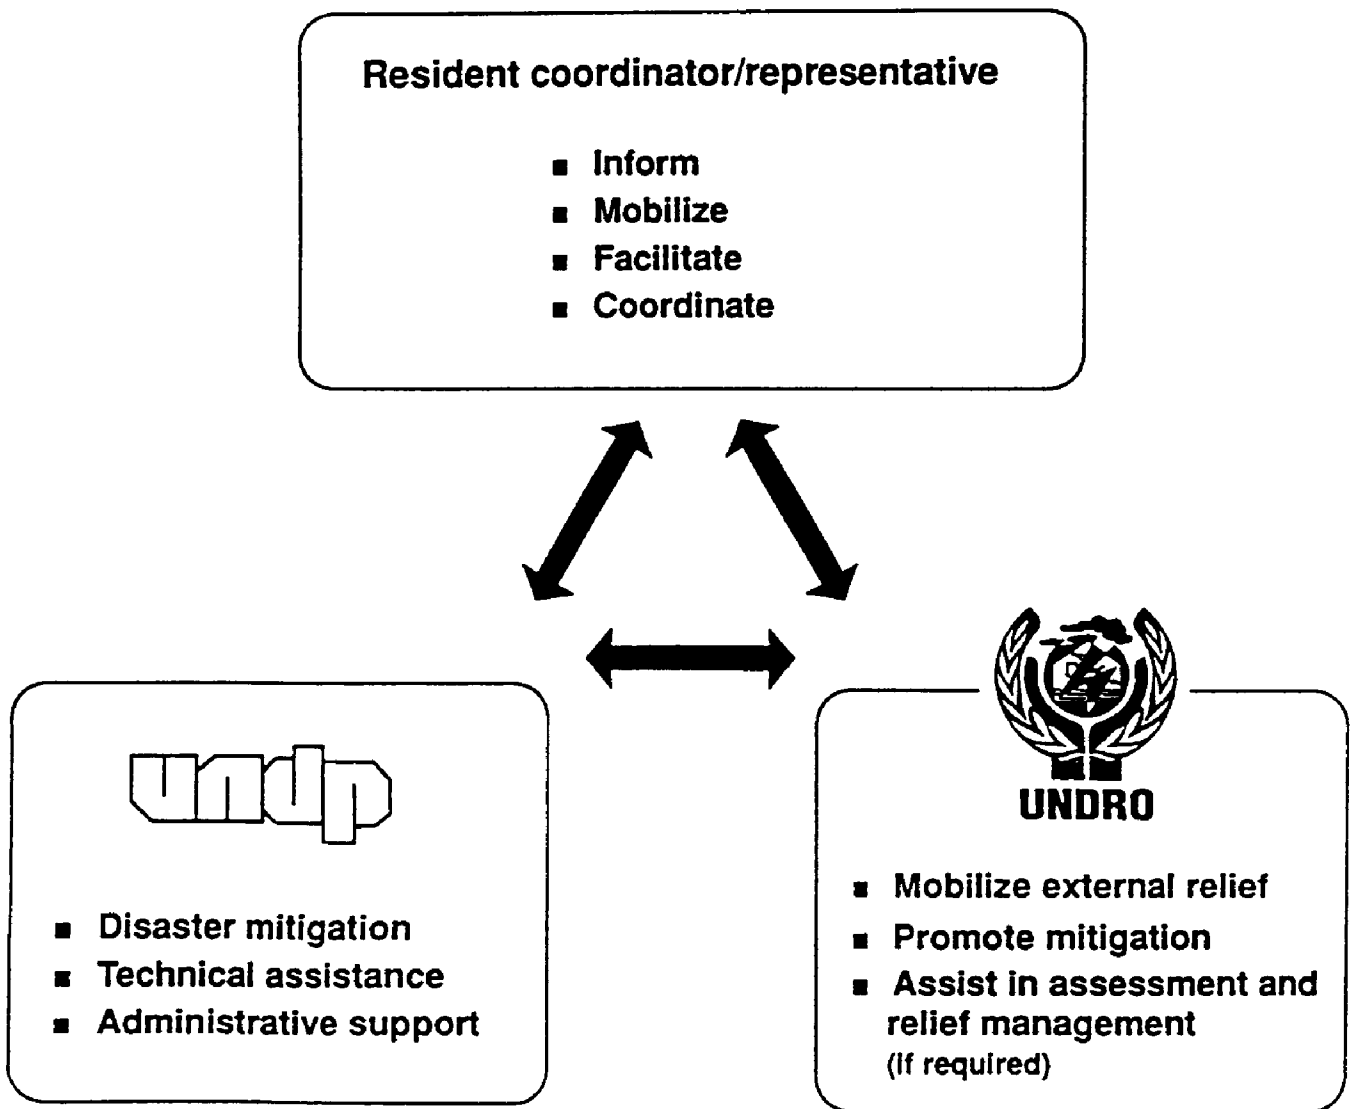 Resident coordinator/representative
■ Inform
■ Mobilize
■ Facilitate
■ Coordinate
undp
■ Disaster mitigation
■ Technical assistance
■ Administrative support
UNDRO
■ Mobilize external relief
■ Promote mitigation
■ Assist in assessment and
relief management
(if required)